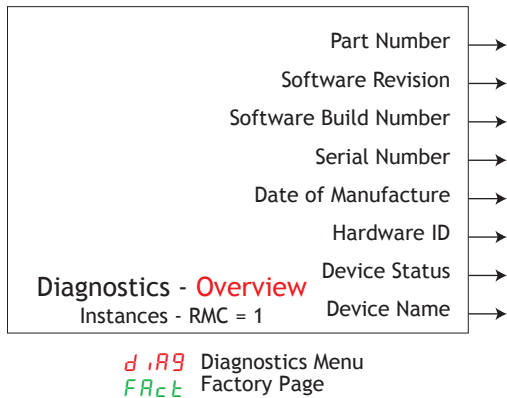 Part Number
Software Revision
Software Build Number
Serial Number
Date of Manufacture
Hardware ID
Device Status
Diagnostics - Overview
Device Name
Instances - RMC = 1
d iAg Diagnostics Menu
FAct Factory Page